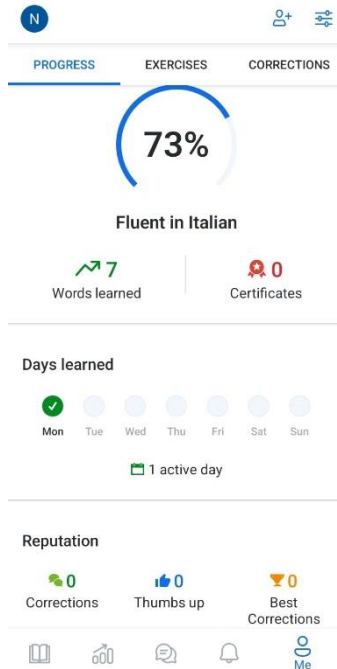 N
PROGRESS EXERCISES CORRECTIONS
73%
Fluent in Italian
7 0
Words learned Certificates
Days learned
Mon Tue Wed Thu Fri Sat Sun
1 active day
Reputation
0 0 0
Corrections Thumbs up Best
Corrections
Me